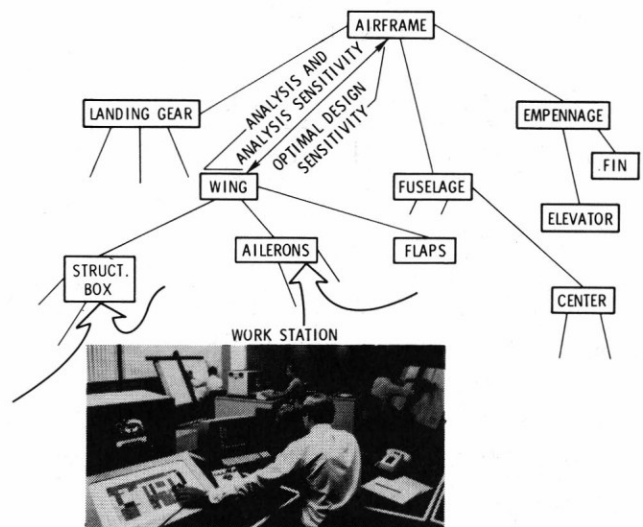 AIRFRAME
ANALYSIS AND
ANALYSIS SENSITIVITY
OPTIMAL DESIGN
SENSITIVITY
LANDING GEAR
EMPENNAGE
.FIN
WING
FUSELAGE
ELEVATOR
AILERONS
FLAPS
STRUCT.
BOX
CENTER
WORK STATION